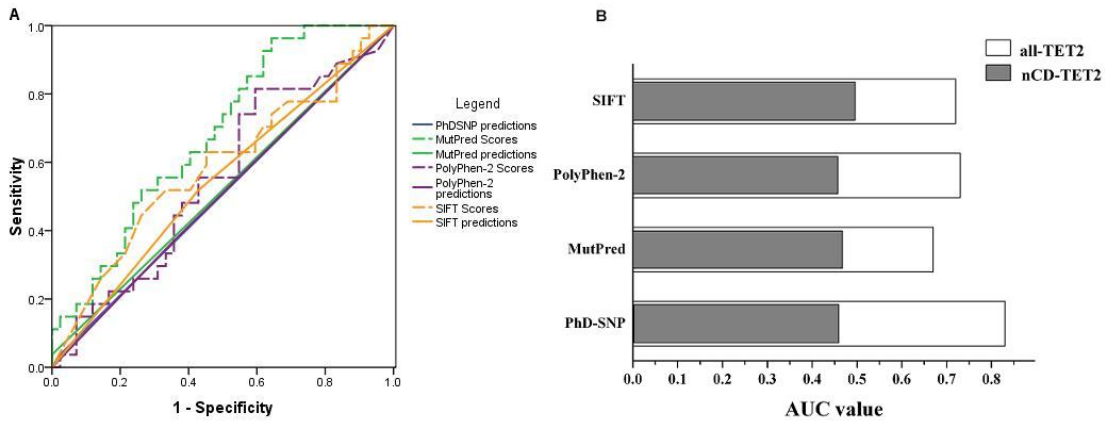 A
1.0
0.8
0.6
0.4
0.2
0.0
Sensitivity
0.0 0.2 0.4 0.6 0.8 1.0
1 - Specificity
Legend
PhDSNP predictions
MutPred Scores
MutPred predictions
PolyPhen-2 Scores
PolyPhen-2
predictions
SIFT Scores
SIFT predictions
B
all-TET2
nCD-TET2
SIFT
PolyPhen-2
MutPred
PhD-SNP
0.0 0.1 0.2 0.3 0.4 0.5 0.6 0.7 0.8
AUC value